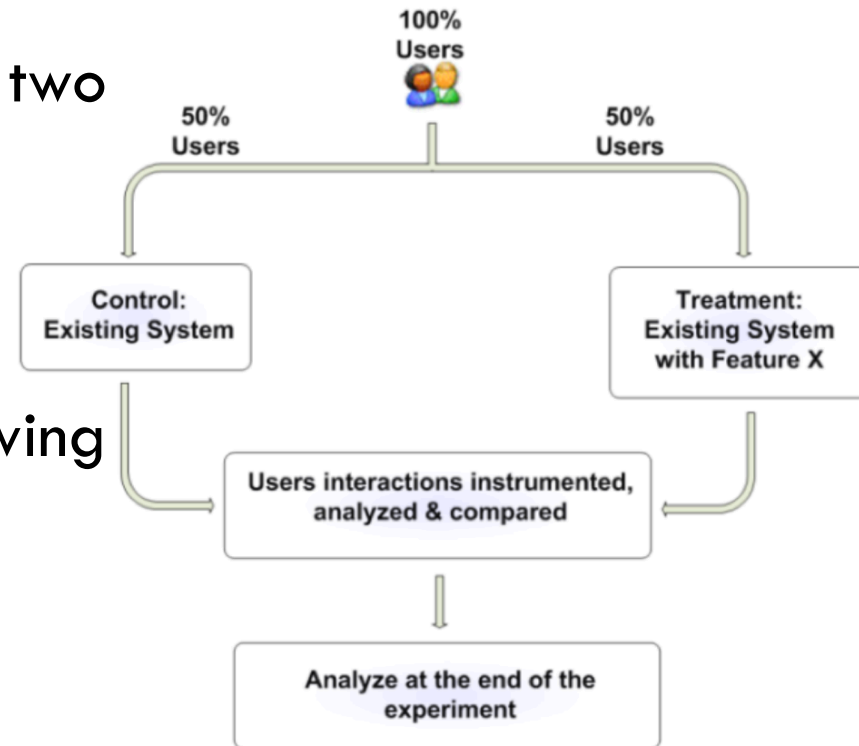 100%
Users
two
50%
Users
50%
Users
Control:
Existing System
Treatment:
Existing System
with Feature X
Users interactions instrumented,
analyzed & compared
Analyze at the end of the
experiment